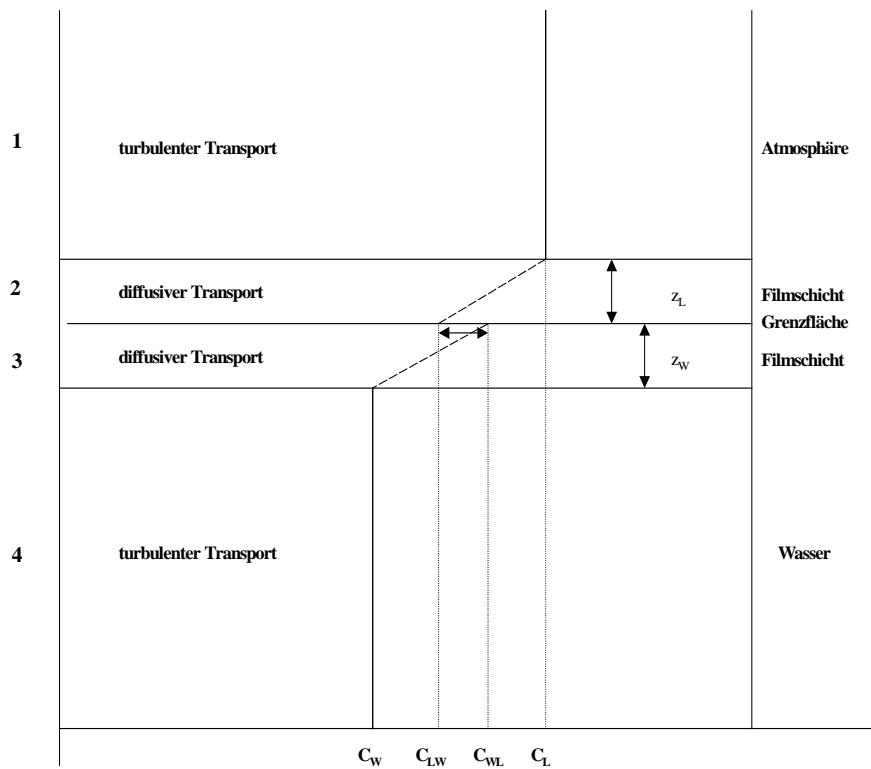 1
turbulenter Transport
Atmosphäre
2
diffusiver Transport
z_L
Filmschicht
Grenzfläche
3
diffusiver Transport
z_W
Filmschicht
4
turbulenter Transport
Wasser
C_W C_LW C_WL C_L